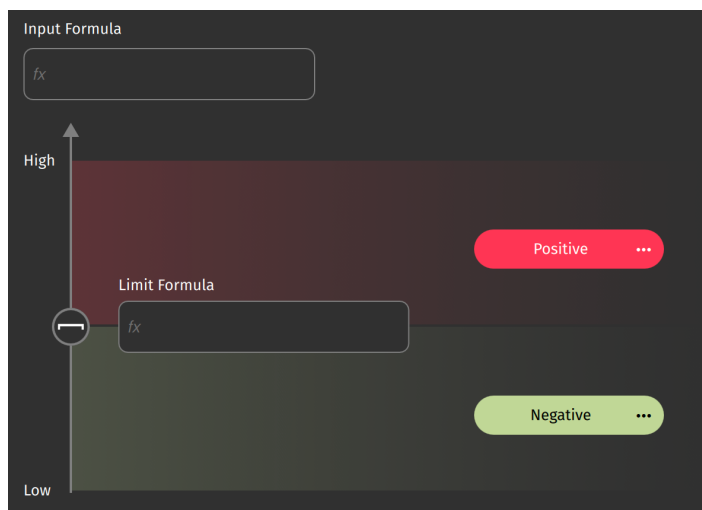 Input Formula
fx
High
Positive
Limit Formula
fx
Negative
Low